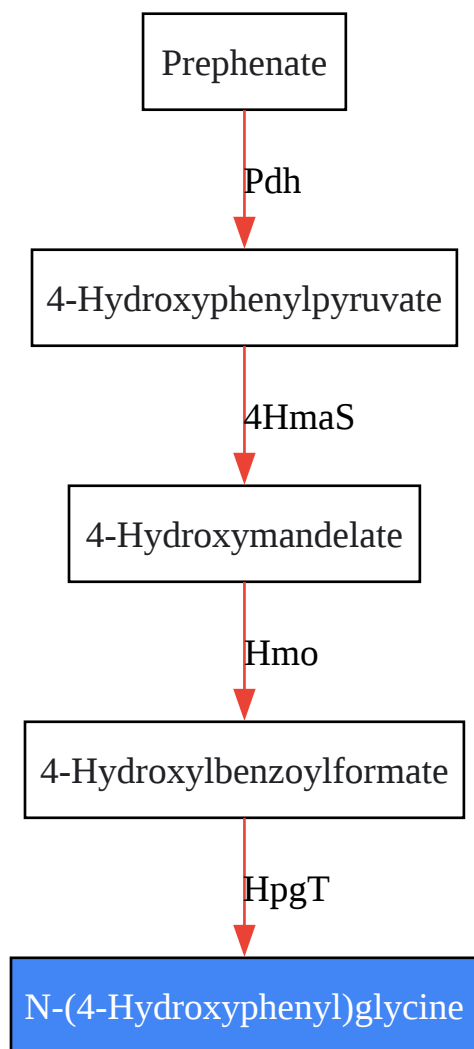 Prephenate
Pdh
4-Hydroxyphenylpyruvate
4HmaS
4-Hydroxymandelate
Hmo
4-Hydroxylbenzoylformate
HpgT
N-(4-Hydroxyphenyl)glycine